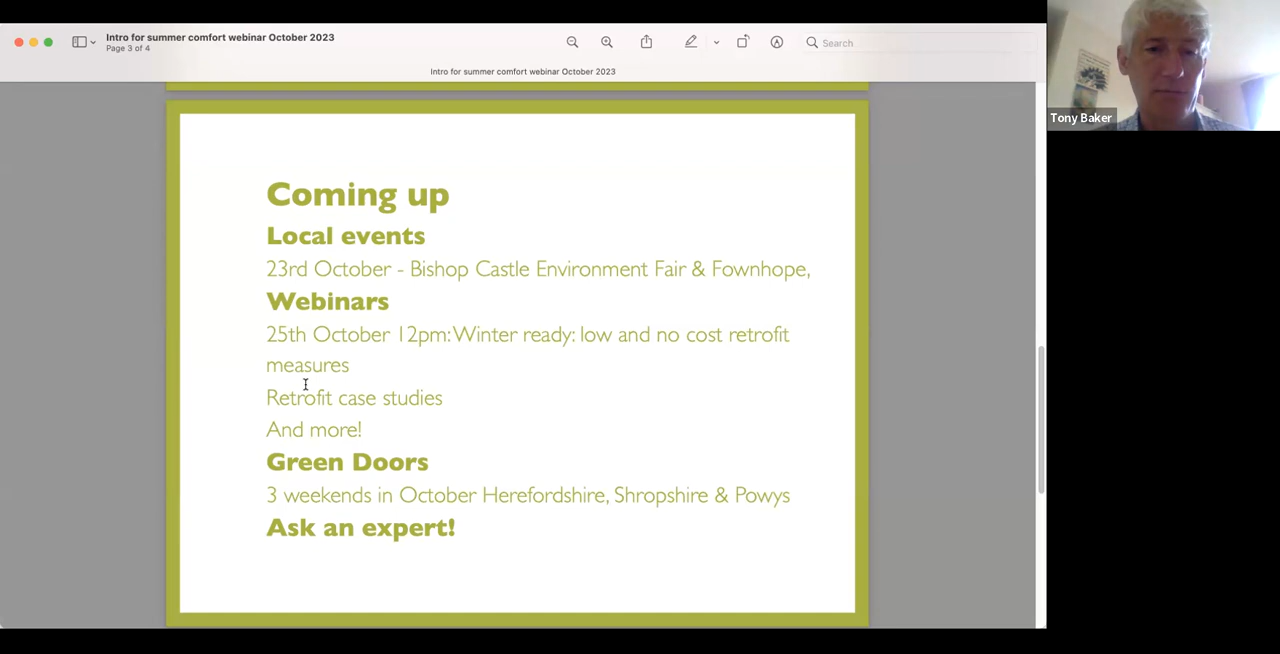 Intro for summer comfort webinar October 2023
Page 3 of 4
Search
Intro for summer comfort webinar October 2023
Tony Baker
Coming up
Local events
23rd October - Bishop Castle Environment Fair & Fownhope,
Webinars
25th October 12pm: Winter ready: low and no cost retrofit
measures
Retrofit case studies
And more!
Green Doors
3 weekends in October Herefordshire, Shropshire & Powys
Ask an expert!